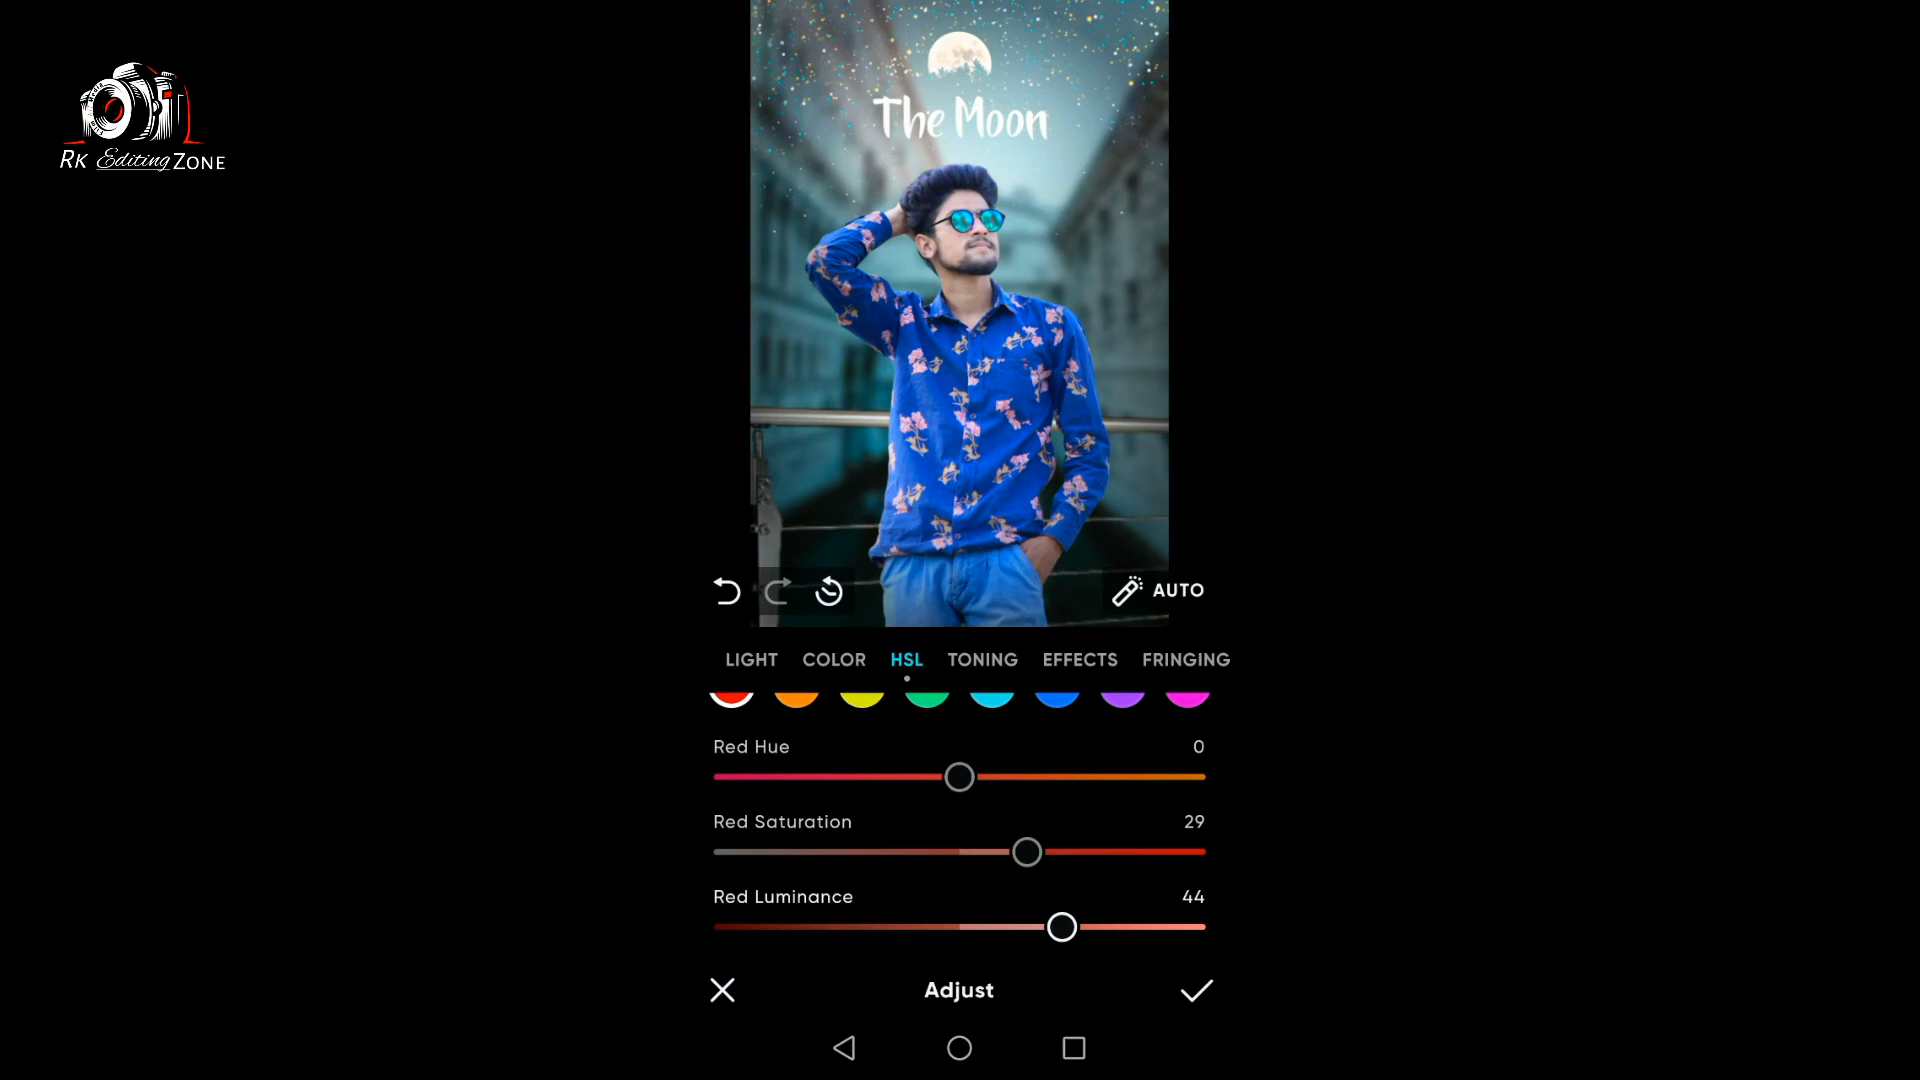 RK Editing ZONE
The Moon
AUTO
LIGHT COLOR HSL TONING EFFECTS FRINGING
Red Hue 0
Red Saturation 29
Red Luminance 44
Adjust